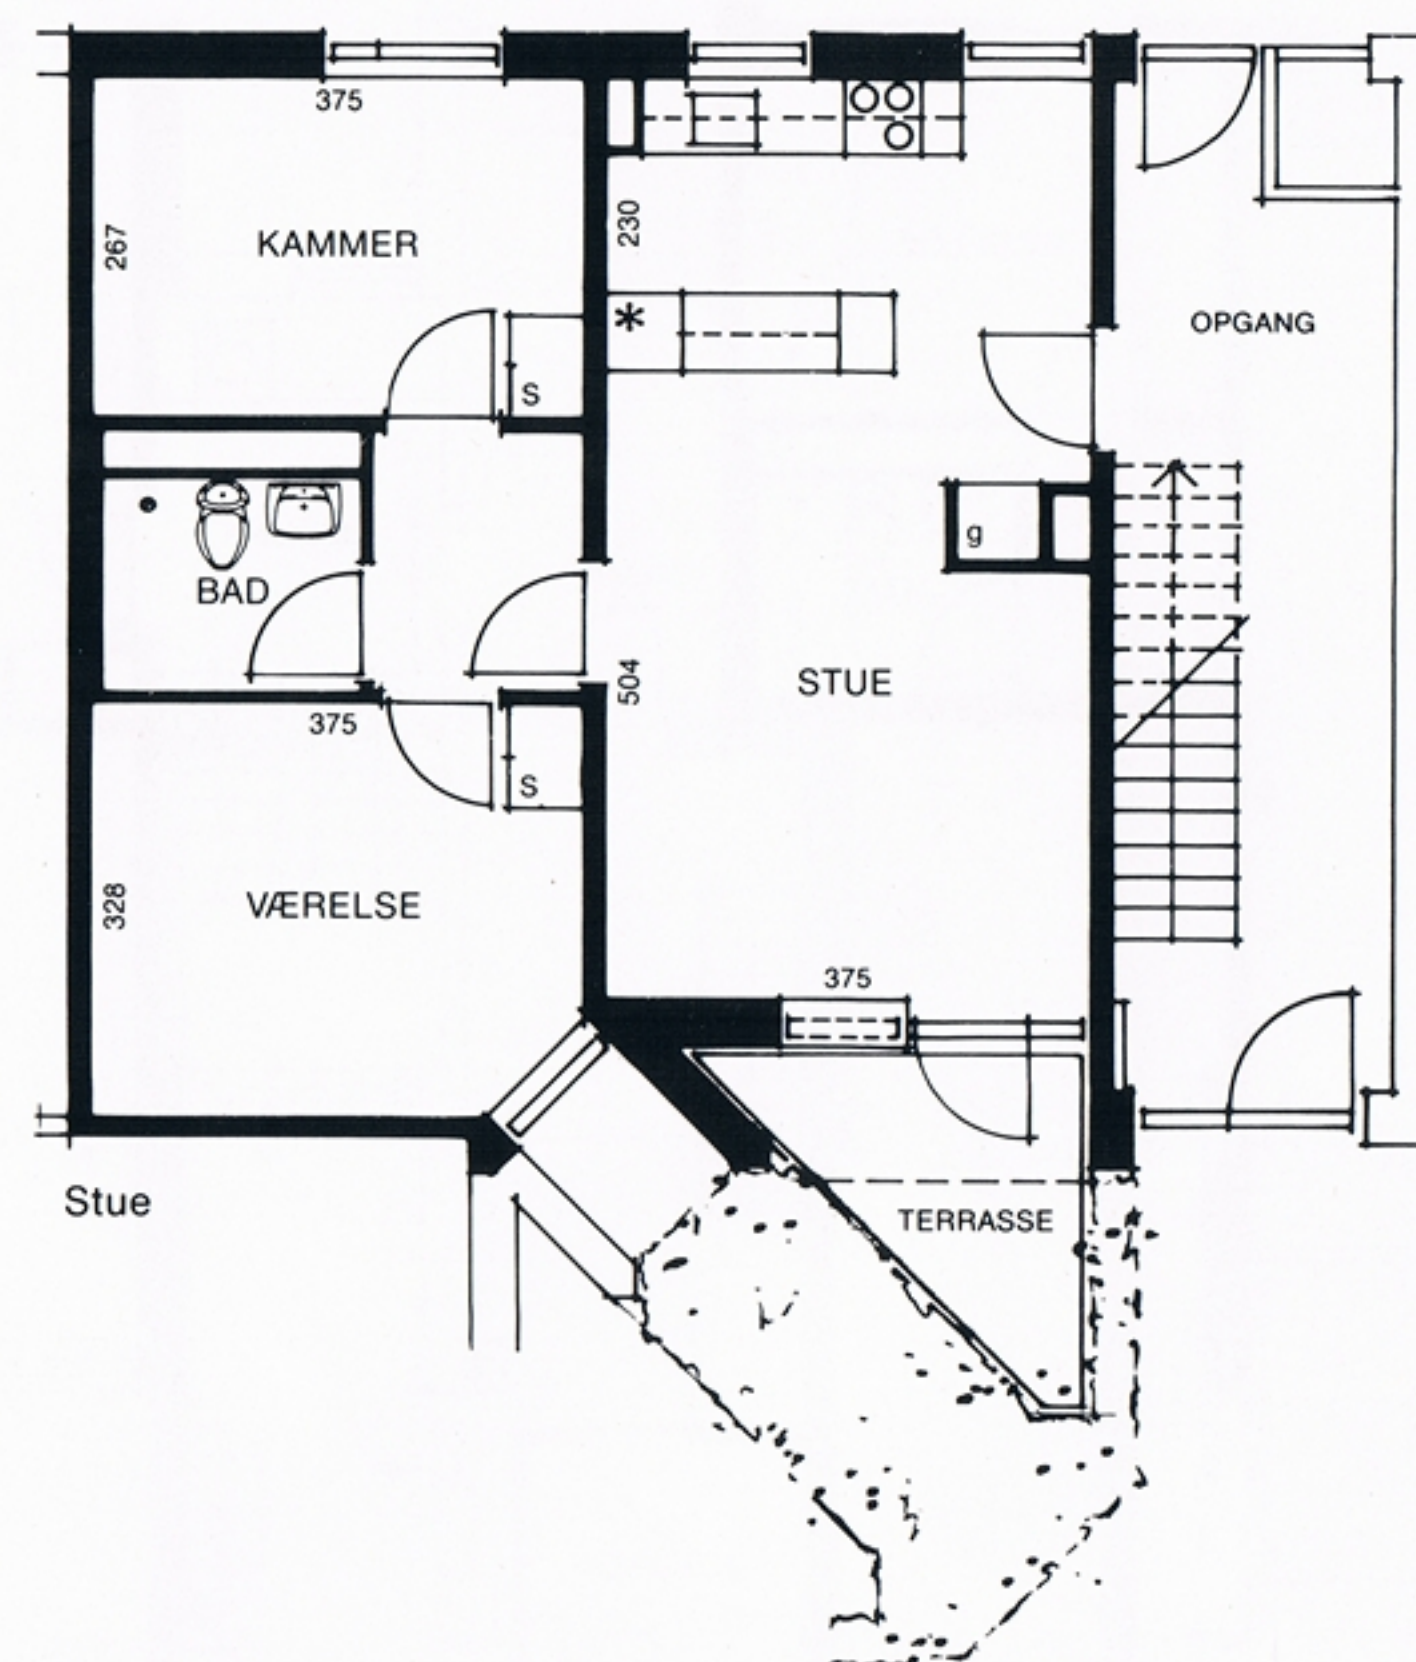 375
267
KAMMER
230
*
OPGANG
S
g
BAD
504
STUE
375
S
328
VÆRELSE
375
Stue
TERRASSE